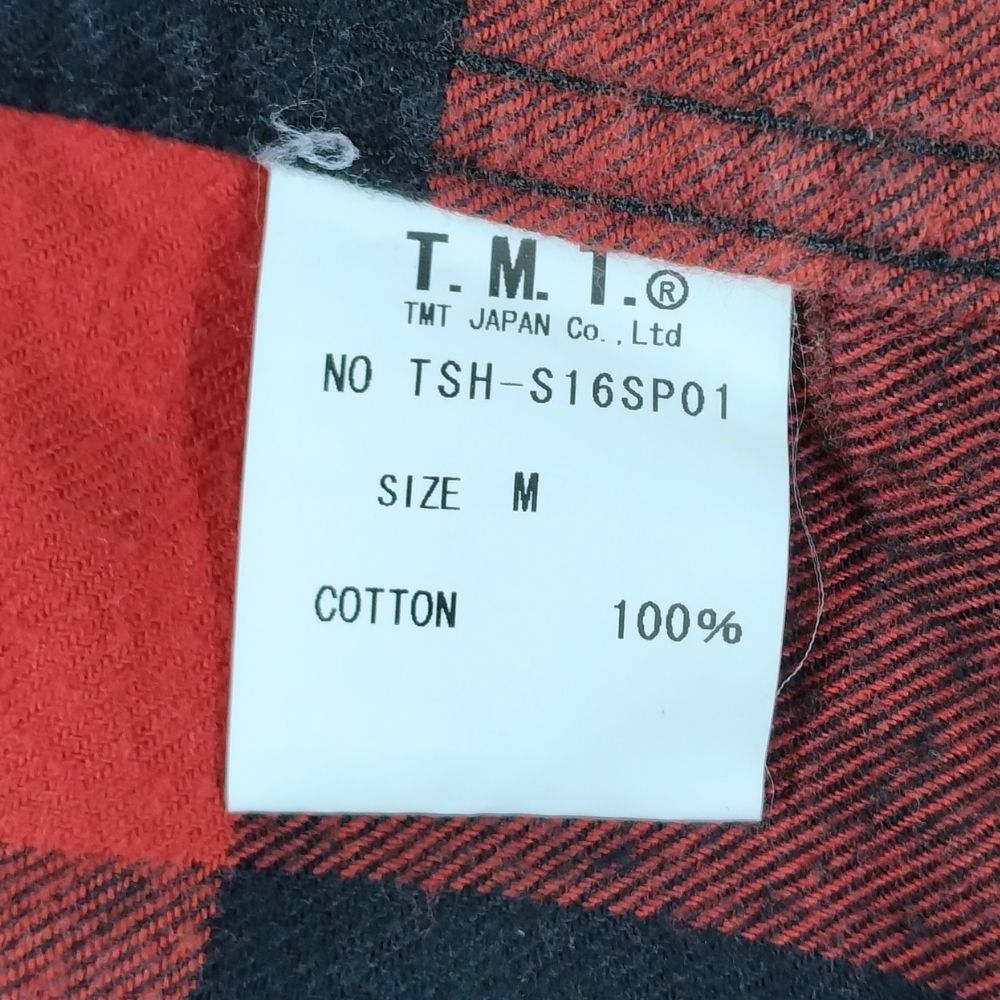 T.M.T.®
TMT JAPAN Co.,Ltd
NO TSH-S16SP01
SIZE M
COTTON 100%